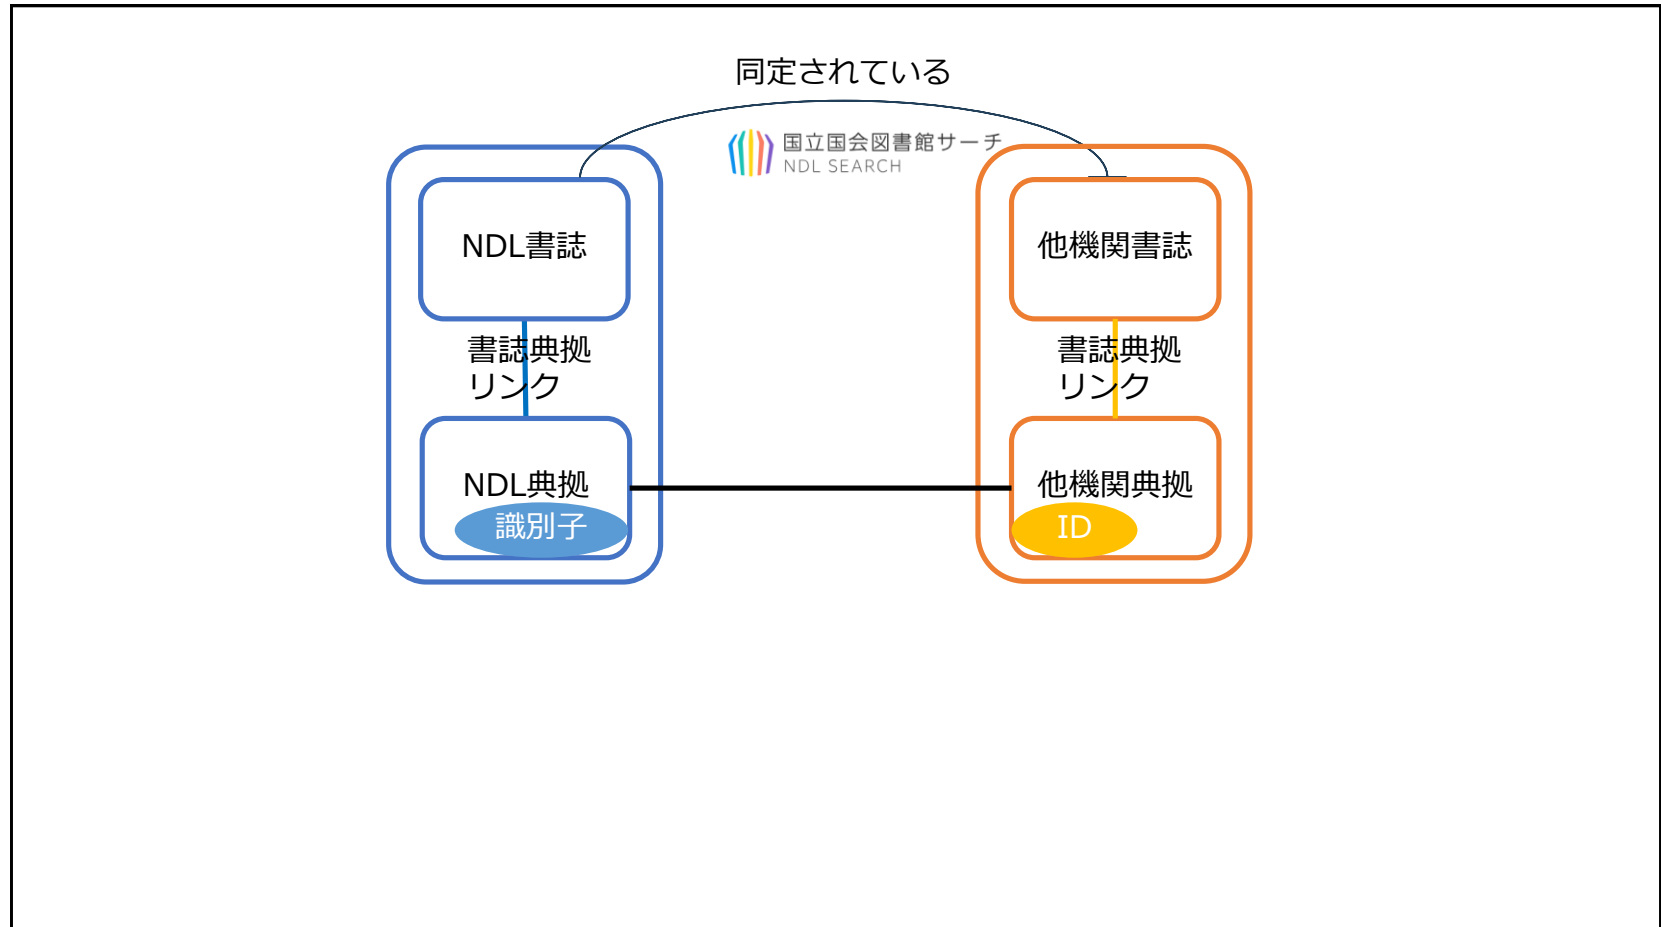 同定されている
国立国会図書館サーチ
NDL SEARCH
NDL書誌
他機関書誌
書誌典拠
リンク
書誌典拠
リンク
NDL典拠
識別子
他機関典拠
ID